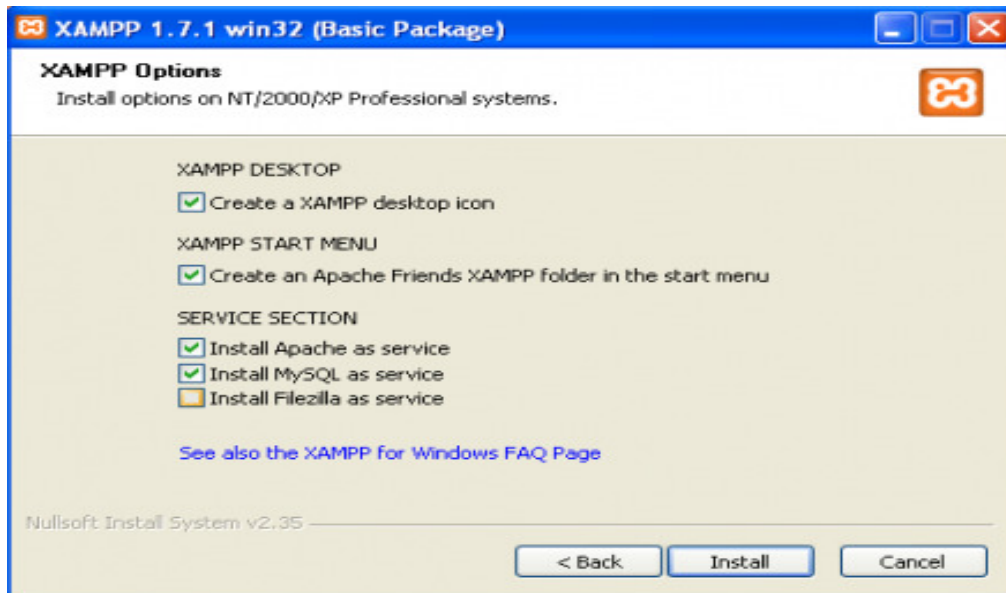 XAMPP 1.7.1 win32 (Basic Package)
XAMPP Options
Install options on NT/2000/XP Professional systems.
XAMPP DESKTOP
Create a XAMPP desktop icon
XAMPP START MENU
Create an Apache Friends XAMPP folder in the start menu
SERVICE SECTION
Install Apache as service
Install MySQL as service
Install Filezilla as service
See also the XAMPP for Windows FAQ Page
Nullsoft Install System v2.35
< Back
Install
Cancel